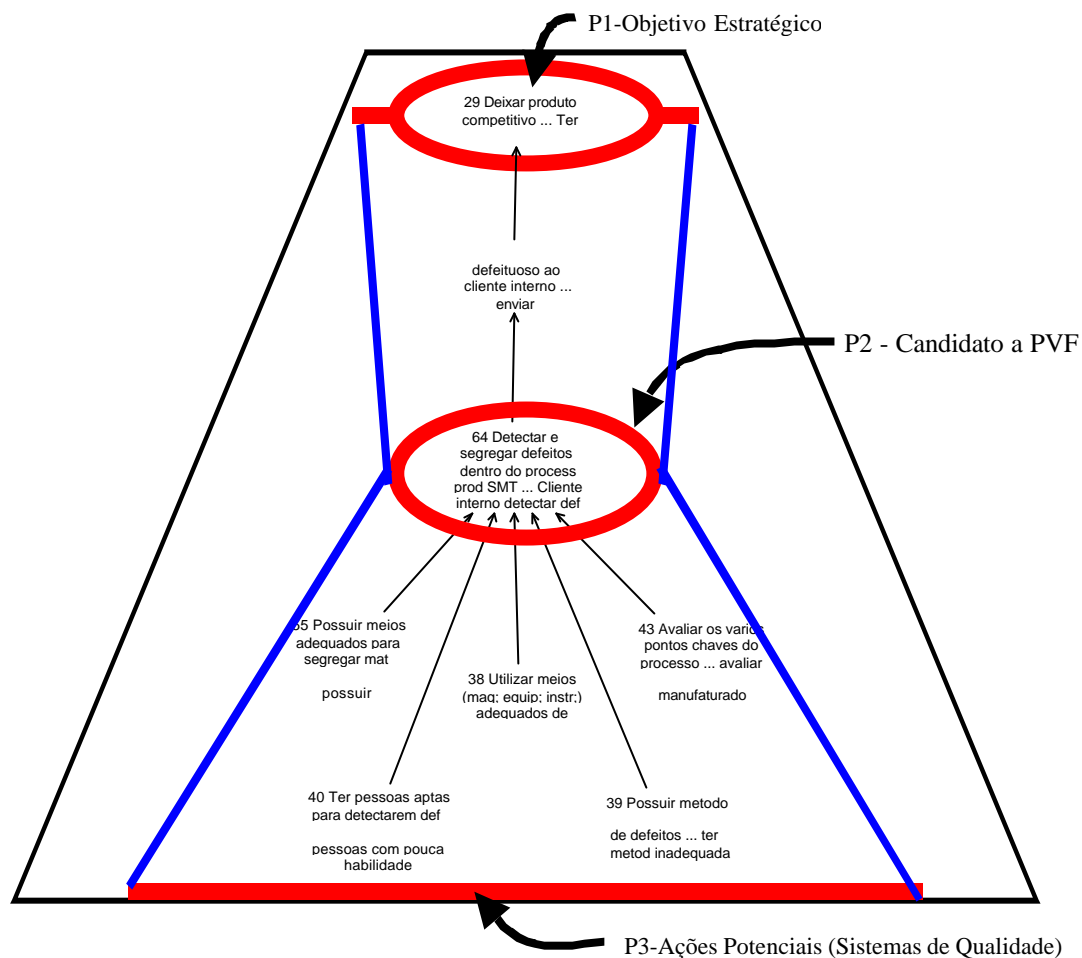 P1-Objetivo Estratégico
29 Deixar produto
competitivo ... Ter
defeituoso ao
cliente interno ...
enviar
P2 - Candidato a PVF
64 Detectar e
segregar defeitos
dentro do process
prod SMT ... Cliente
interno detectar def
55 Possuir meios
adequados para
segregar mat
possuir
38 Utilizar meios
(maq; equip; instr;)
adequados de
43 Avaliar os varios
pontos chaves do
processo ... avaliar
manufaturado
40 Ter pessoas aptas
para detectarem def
pessoas com pouca
habilidade
39 Possuir metodo
de defeitos ... ter
metod inadequada
P3-Ações Potenciais (Sistemas de Qualidade)